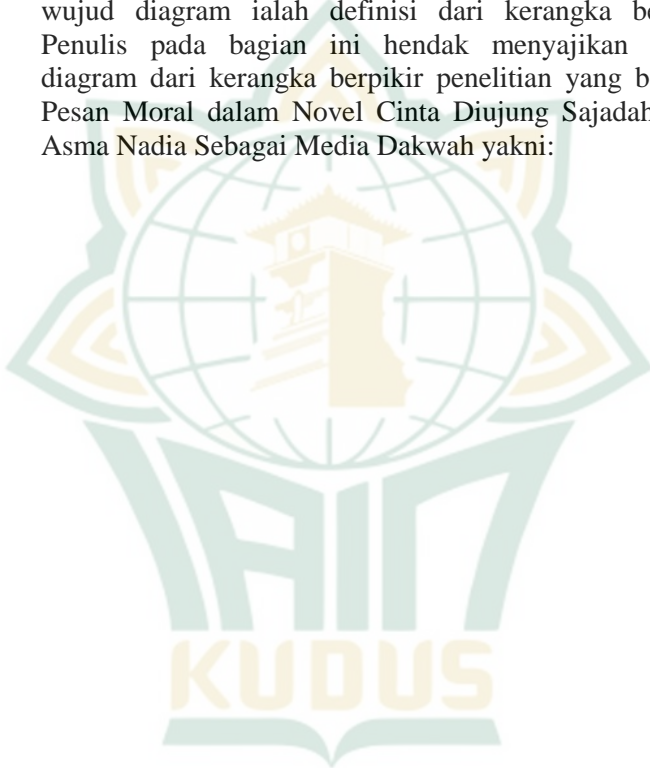 wujud diagram ialah definisi dari kerangka
Penulis pada bagian ini hendak menyajikan
diagram dari kerangka berpikir penelitian yang
Pesan Moral dalam Novel Cinta Diujung Sajadah
Asma Nadia Sebagai Media Dakwah yakni:
IAIN
KUDUS